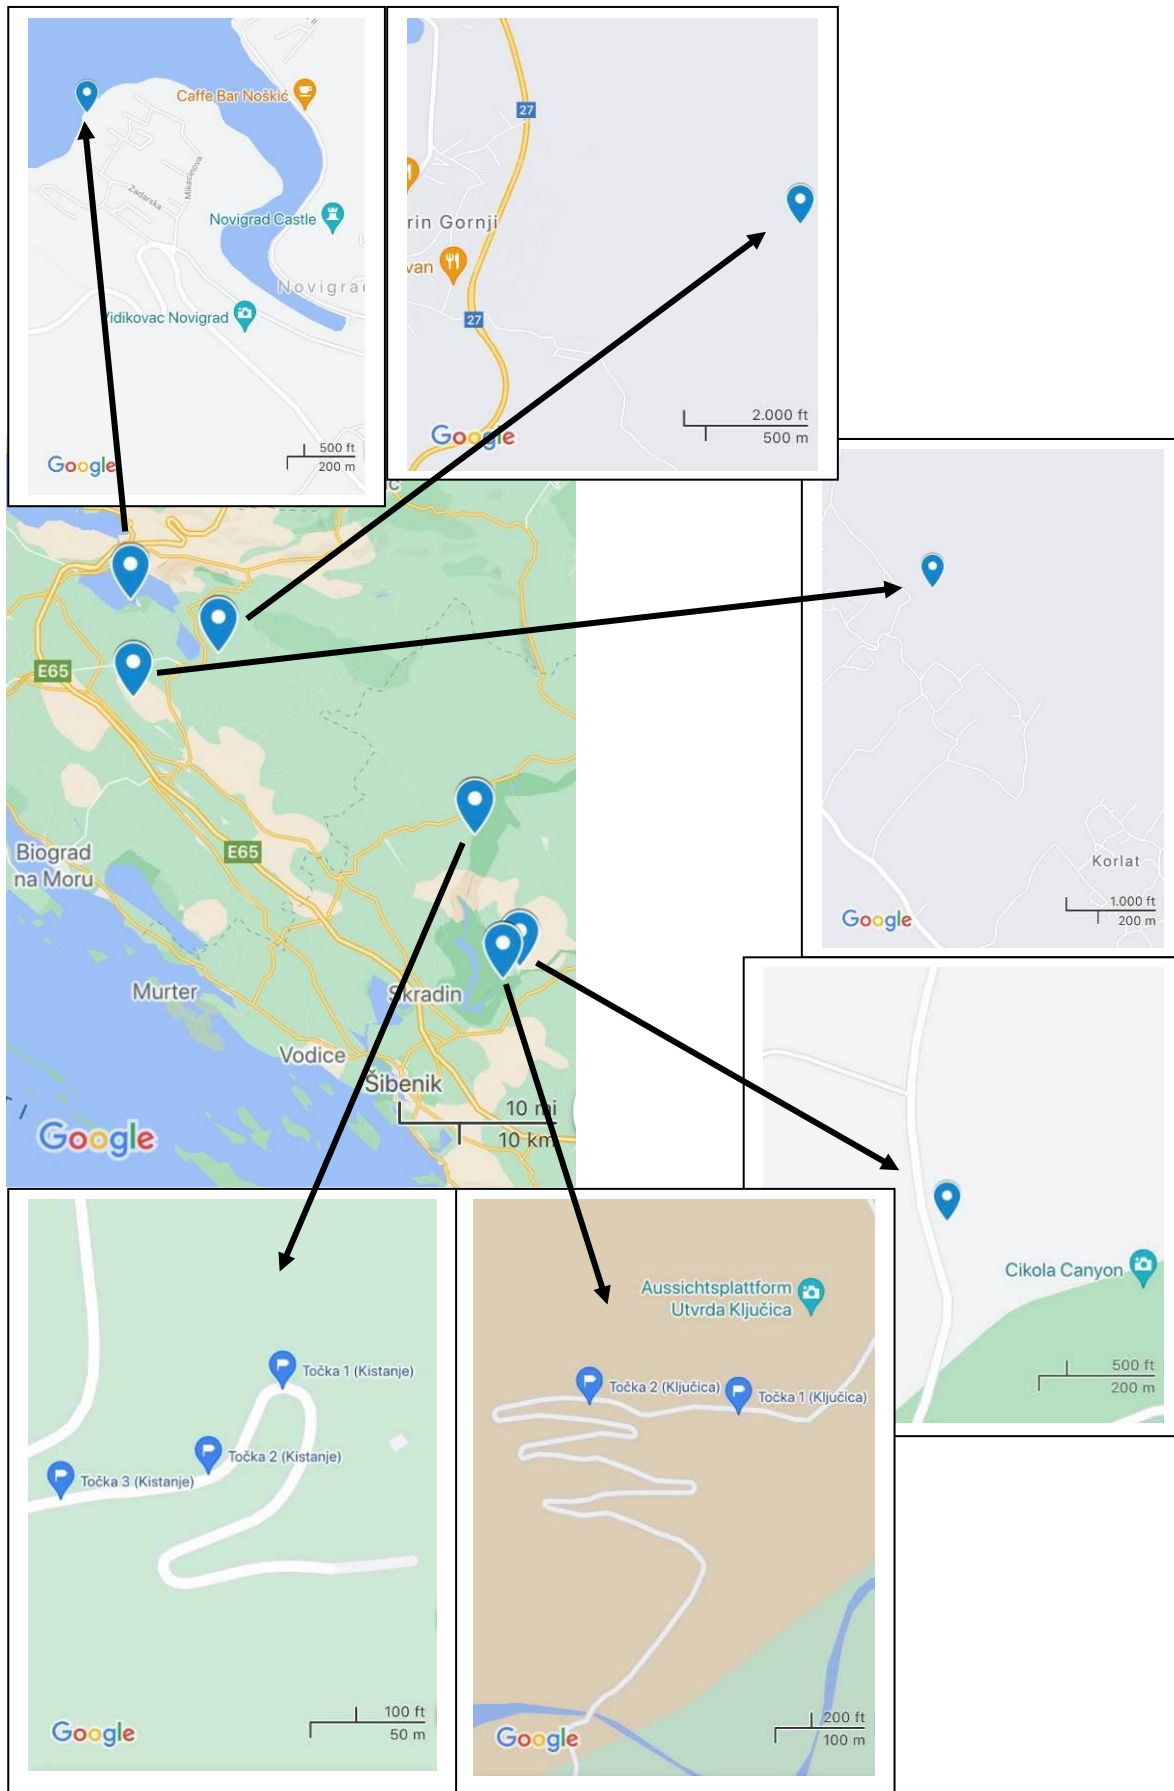 Caffe Bar Noškić
Zadarska
Mikecinova
Novigrad Castle
Novigrad
Vidikovac Novigrad
500 ft
200 m
Google
27
rin Gornji
van
27
2.000 ft
500 m
Google
c
E65
E65
Biograd
na Moru
Murter
Skradin
Vodice
Šibenik
10 mi
10 km
Google
Korlat
1.000 ft
200 m
Google
Cikola Canyon
500 ft
200 m
Točka 1 (Kistanje)
Točka 2 (Kistanje)
Točka 3 (Kistanje)
100 ft
50 m
Google
Aussichtsplattform
Utvrda Ključica
Točka 2 (Ključica)
Točka 1 (Ključica)
200 ft
100 m
Google